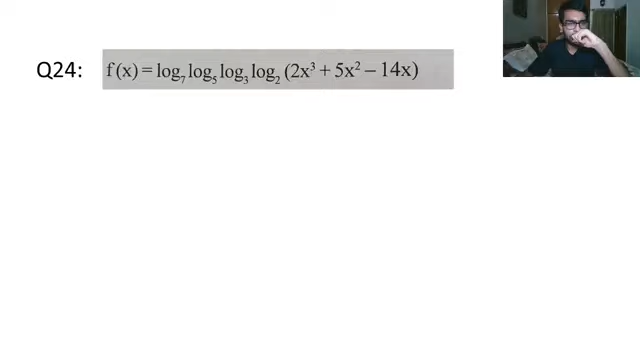 Q24: f(x) = log₇ log₅ log₃ log₂ (2x³ + 5x² − 14x)